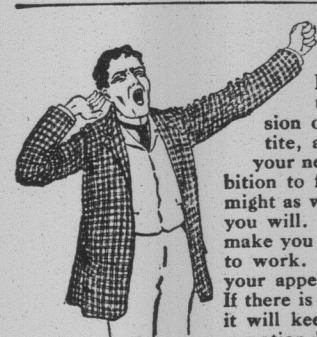 sion o
tite, a
your ne
bition to f
might as w
you will.
make you
to work.
your appe
If there is
it will kee